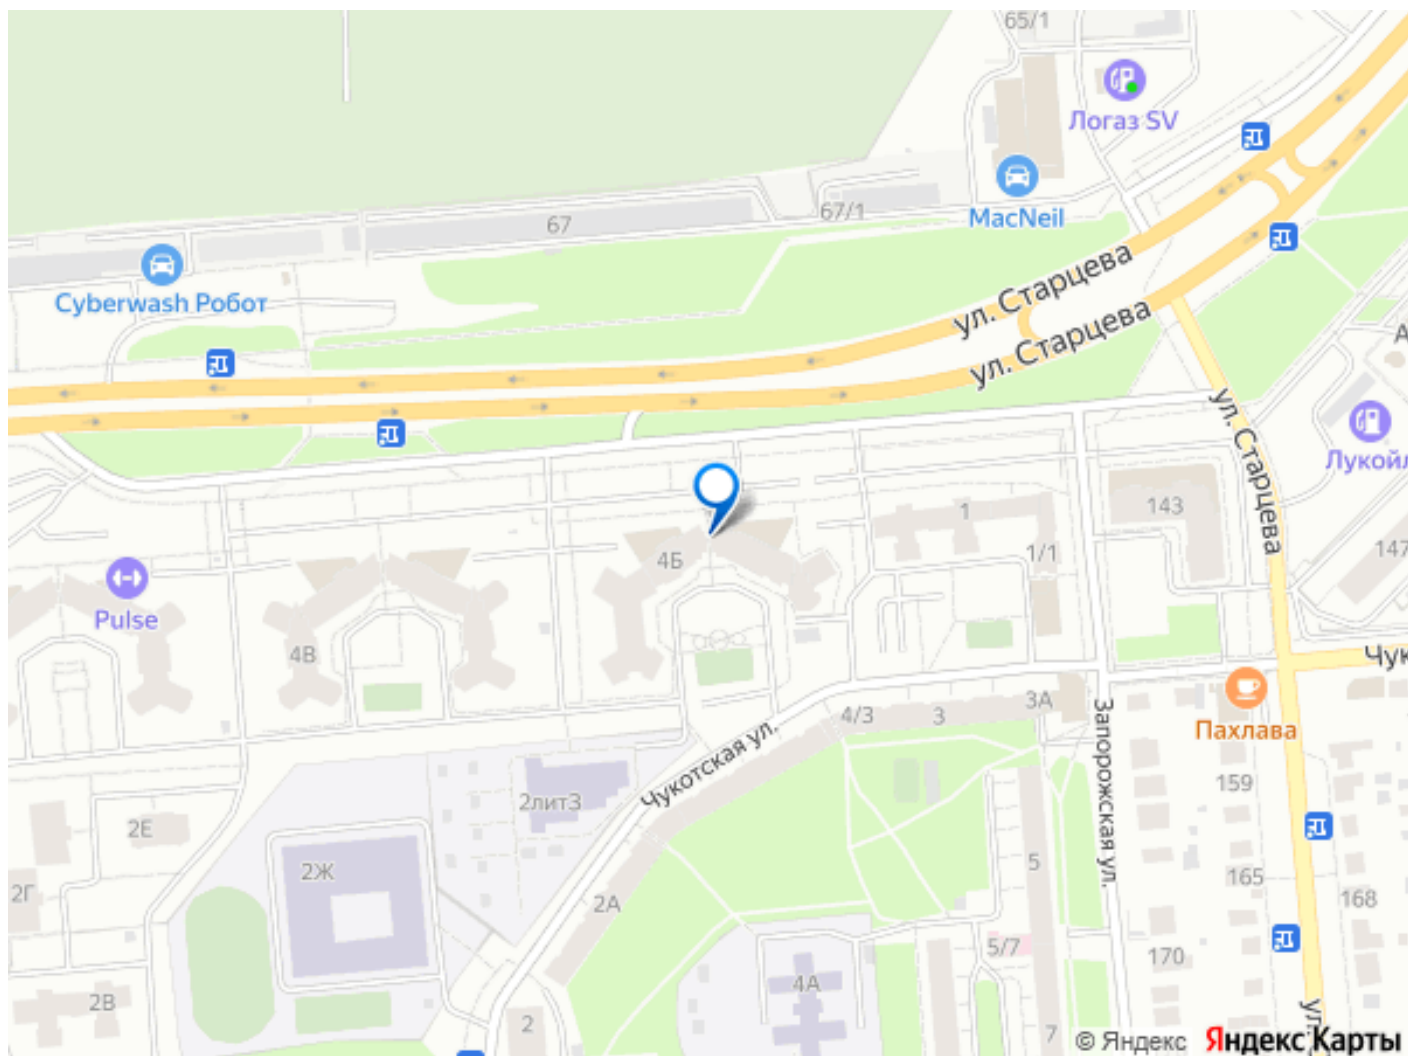 65/1
Логаз SV
MacNeil
67/1
67
Cyberwash Робот
ул. Старцева
ул. Старцева
ул. Старцева
А
Лукойл
143
147
1
1/1
4Б
Pulse
4В
Чук
Пахлава
3А
3
4/3
Чукотская ул.
Запорожская ул.
159
2лит3
2Е
2Ж
2Г
2А
5
165
168
5/7
170
4А
2В
2
7
ул.
© Яндекс Яндекс Карты